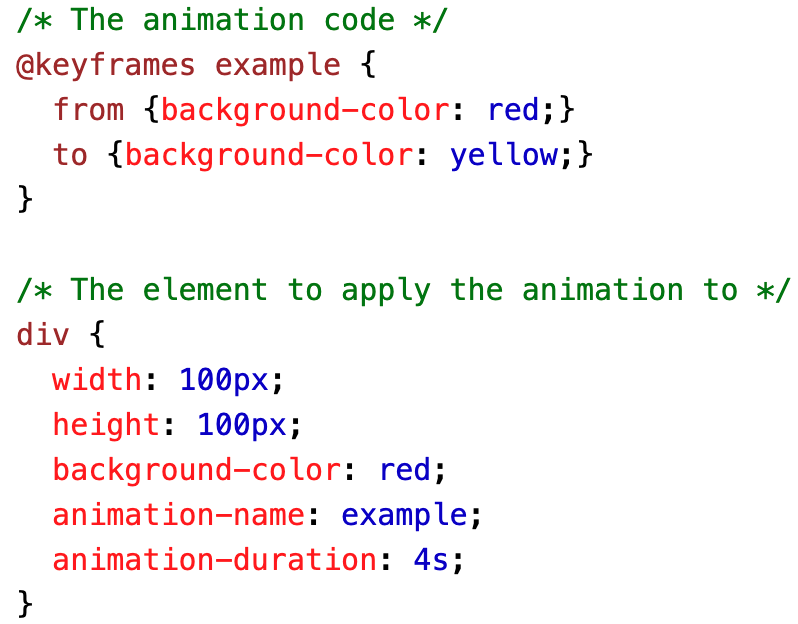 /* The animation code */
@keyframes example {
  from {background-color: red;}
  to {background-color: yellow;}
}

/* The element to apply the animation to */
div {
  width: 100px;
  height: 100px;
  background-color: red;
  animation-name: example;
  animation-duration: 4s;
}